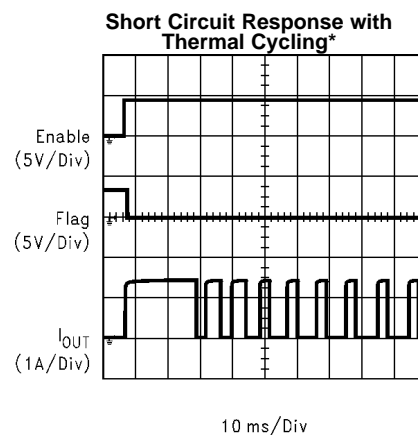 Short Circuit Response with
Thermal Cycling*
Enable
(5V/Div)
Flag
(5V/Div)
IOUT
(1A/Div)
10 ms/Div